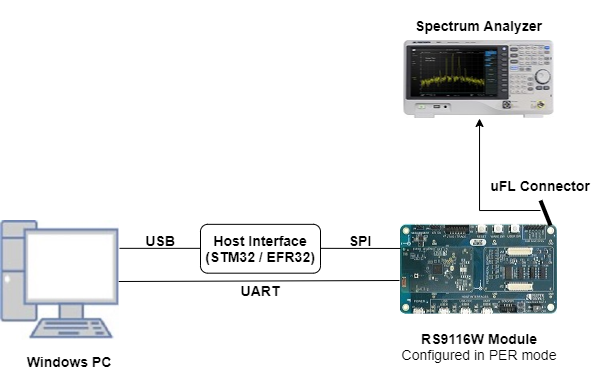 Spectrum Analyzer
uFL Connector
USB
Host Interface
(STM32 / EFR32)
SPI
UART
RS9116W Module
Configured in PER mode
Windows PC